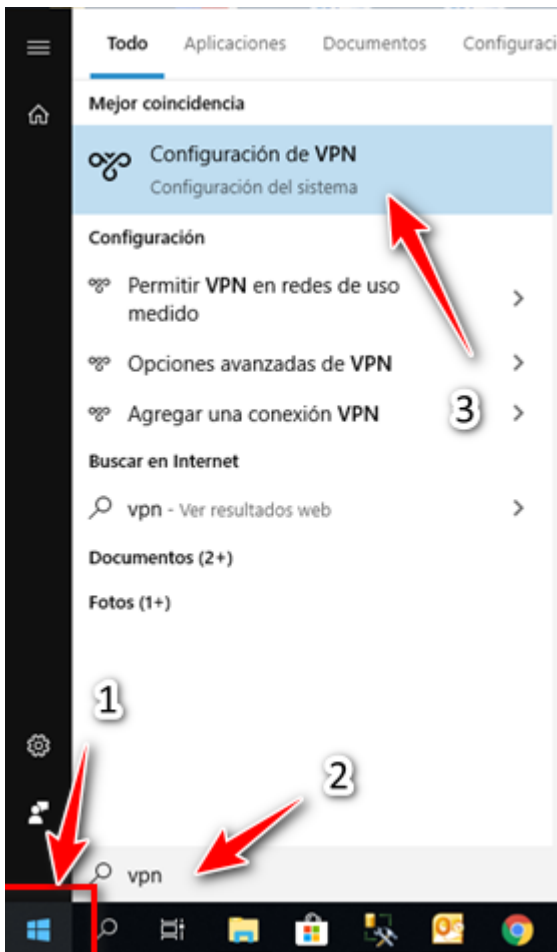 Todo Aplicaciones Documentos Configuraci
Mejor coincidencia
Configuración de VPN
Configuración del sistema
Configuración
Permitir VPN en redes de uso
medido
Opciones avanzadas de VPN
Agregar una conexión VPN
3
Buscar en Internet
vpn - Ver resultados web
Documentos (2+)
Fotos (1+)
1
2
vpn